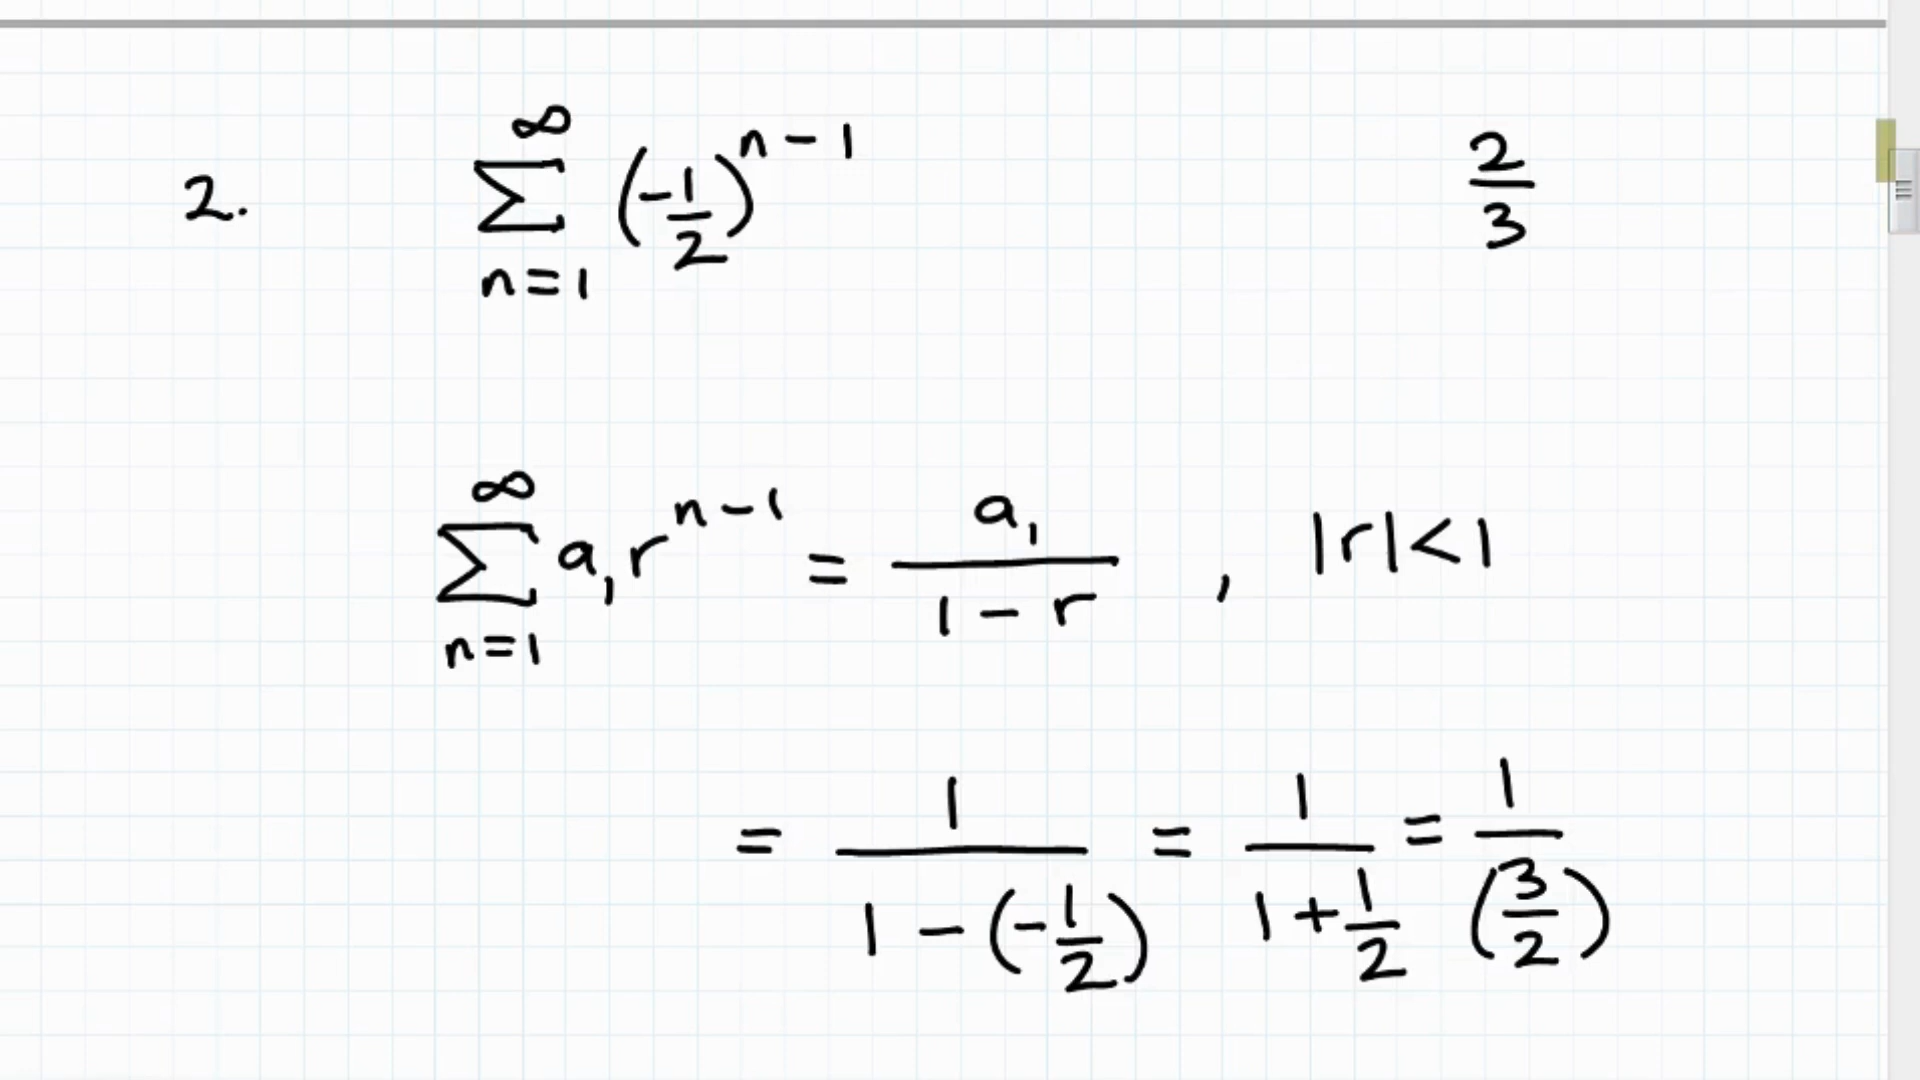 2. ∞∑n=1 (-1/2)^(n-1) 2/3
∞∑n=1 a₁r^(n-1) = a₁/(1-r) , |r|<1
= 1/(1-(-1/2)) = 1/(1+1/2) = 1/(3/2)